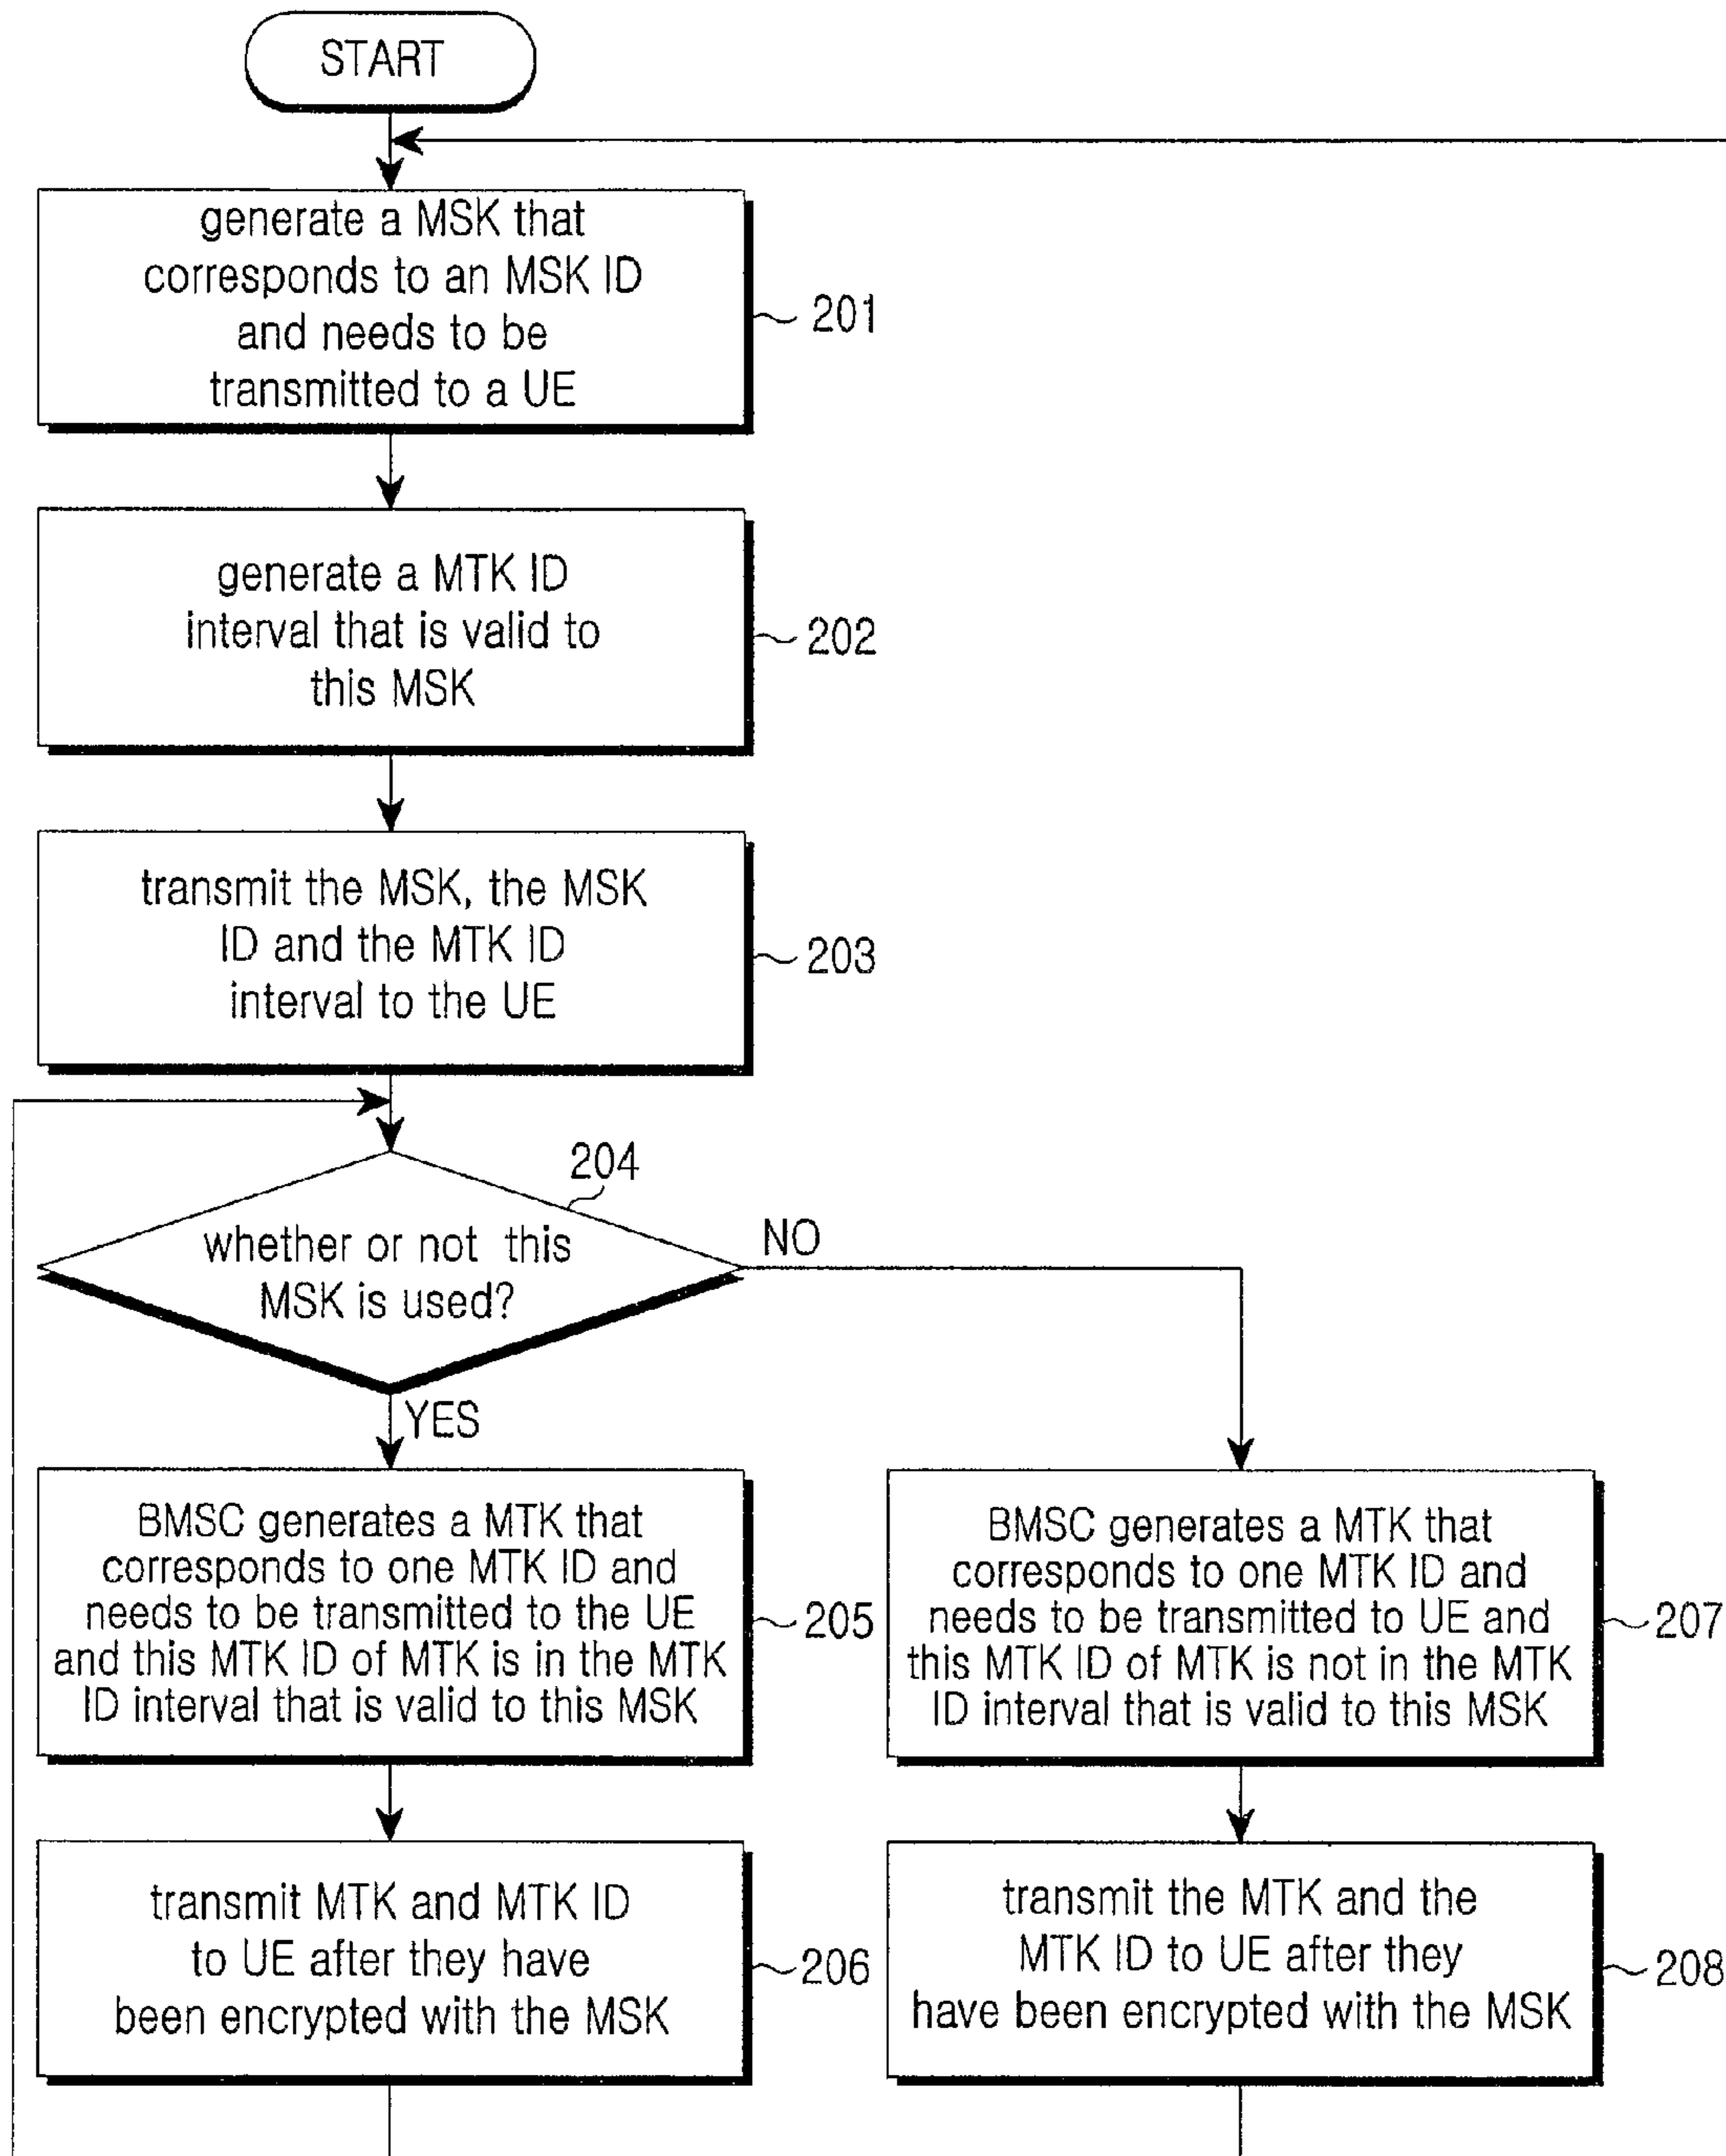 START
generate a MSK that
corresponds to an MSK ID
and needs to be
transmitted to a UE
201
generate a MTK ID
interval that is valid to
this MSK
202
transmit the MSK, the MSK
ID and the MTK ID
interval to the UE
203
204
whether or not this
MSK is used?
NO
YES
BMSC generates a MTK that
corresponds to one MTK ID and
needs to be transmitted to the UE
and this MTK ID of MTK is in the MTK
ID interval that is valid to this MSK
205
BMSC generates a MTK that
corresponds to one MTK ID and
needs to be transmitted to UE and
this MTK ID of MTK is not in the MTK
ID interval that is valid to this MSK
207
transmit MTK and MTK ID
to UE after they have
been encrypted with the MSK
206
transmit the MTK and the
MTK ID to UE after they
have been encrypted with the MSK
208